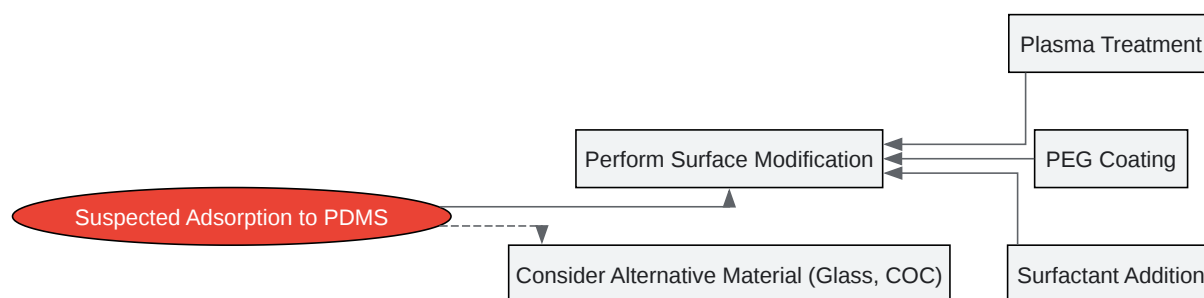 Plasma Treatment
Perform Surface Modification
PEG Coating
Suspected Adsorption to PDMS
Consider Alternative Material (Glass, COC)
Surfactant Addition